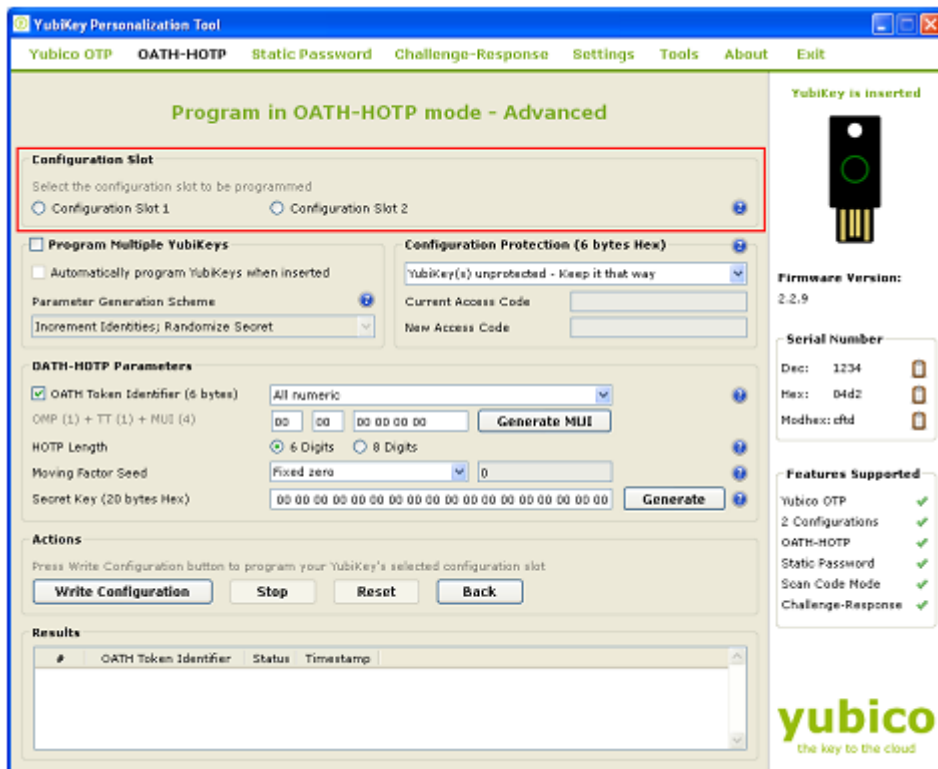 YubiKey Personalization Tool
Yubico OTP OATH-HOTP Static Password Challenge-Response Settings Tools About Exit
Program in OATH-HOTP mode - Advanced
Configuration Slot
Select the configuration slot to be programmed
Configuration Slot 1 Configuration Slot 2
Program Multiple YubiKeys
Automatically program YubiKeys when inserted
Parameter Generation Scheme
Increment Identities; Randomize Secret
Configuration Protection (6 bytes Hex)
YubiKey(s) unprotected - Keep it that way
Current Access Code
New Access Code
OATH-HOTP Parameters
OATH Token Identifier (6 bytes) All numeric
OMP (1) + TT (1) + MUI (4) 00 00 00 00 00 00 Generate MUI
HOTP Length 6 Digits 8 Digits
Moving Factor Seed Fixed zero 0
Secret Key (20 bytes Hex) 00 00 00 00 00 00 00 00 00 00 00 00 00 00 00 00 00 00 00 00 Generate
Actions
Press Write Configuration button to program your YubiKey's selected configuration slot
Write Configuration Stop Reset Back
Results
# OATH Token Identifier Status Timestamp
YubiKey is inserted
Firmware Version:
2.2.9
Serial Number
Dec: 1234
Hex: 04d2
Modhex: cftd
Features Supported
Yubico OTP
2 Configurations
OATH-HOTP
Static Password
Scan Code Mode
Challenge-Response
yubico
the key to the cloud